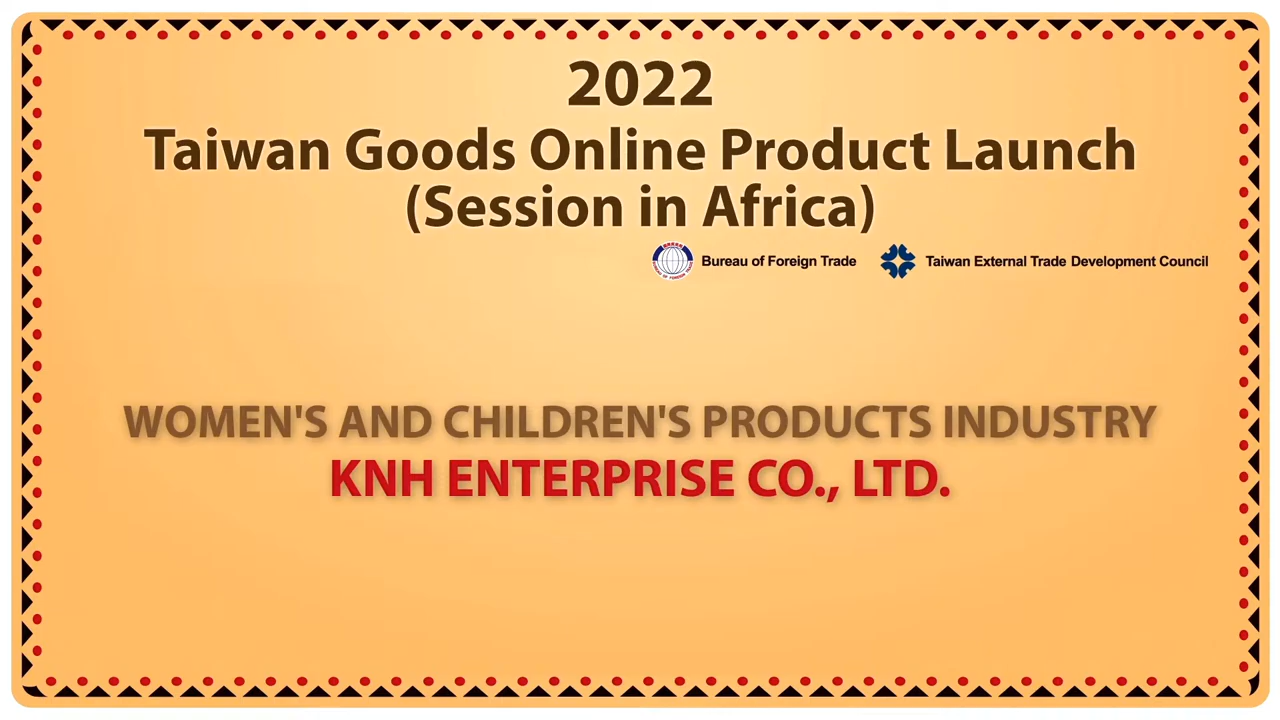 2022
Taiwan Goods Online Product Launch
(Session in Africa)
Bureau of Foreign Trade Taiwan External Trade Development Council
WOMEN'S AND CHILDREN'S PRODUCTS INDUSTRY
KNH ENTERPRISE CO., LTD.